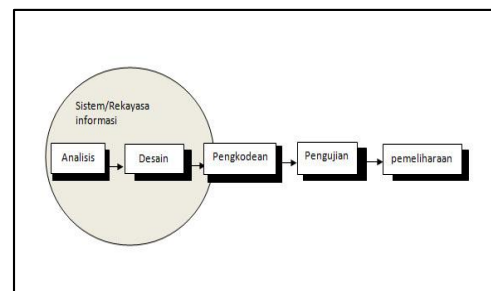 Sistem/Rekayasa
informasi
Analisis
Desain
Pengkodean
Pengujian
pemeliharaan